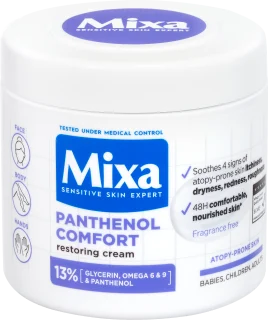 TESTED UNDER MEDICAL CONTROL
Mixa
SENSITIVE SKIN EXPERT
FACE
BODY
HANDS
PANTHENOL
COMFORT
restoring cream
13% GLYCERIN, OMEGA 6 & 9
& PANTHENOL
Soothes 4 signs of
atopy-prone skin itchiness,
dryness, redness, roughness
48H comfortable,
nourished skin*
Fragrance free
ATOPY-PRONE SKIN
BABIES, CHILDREN, ADULTS